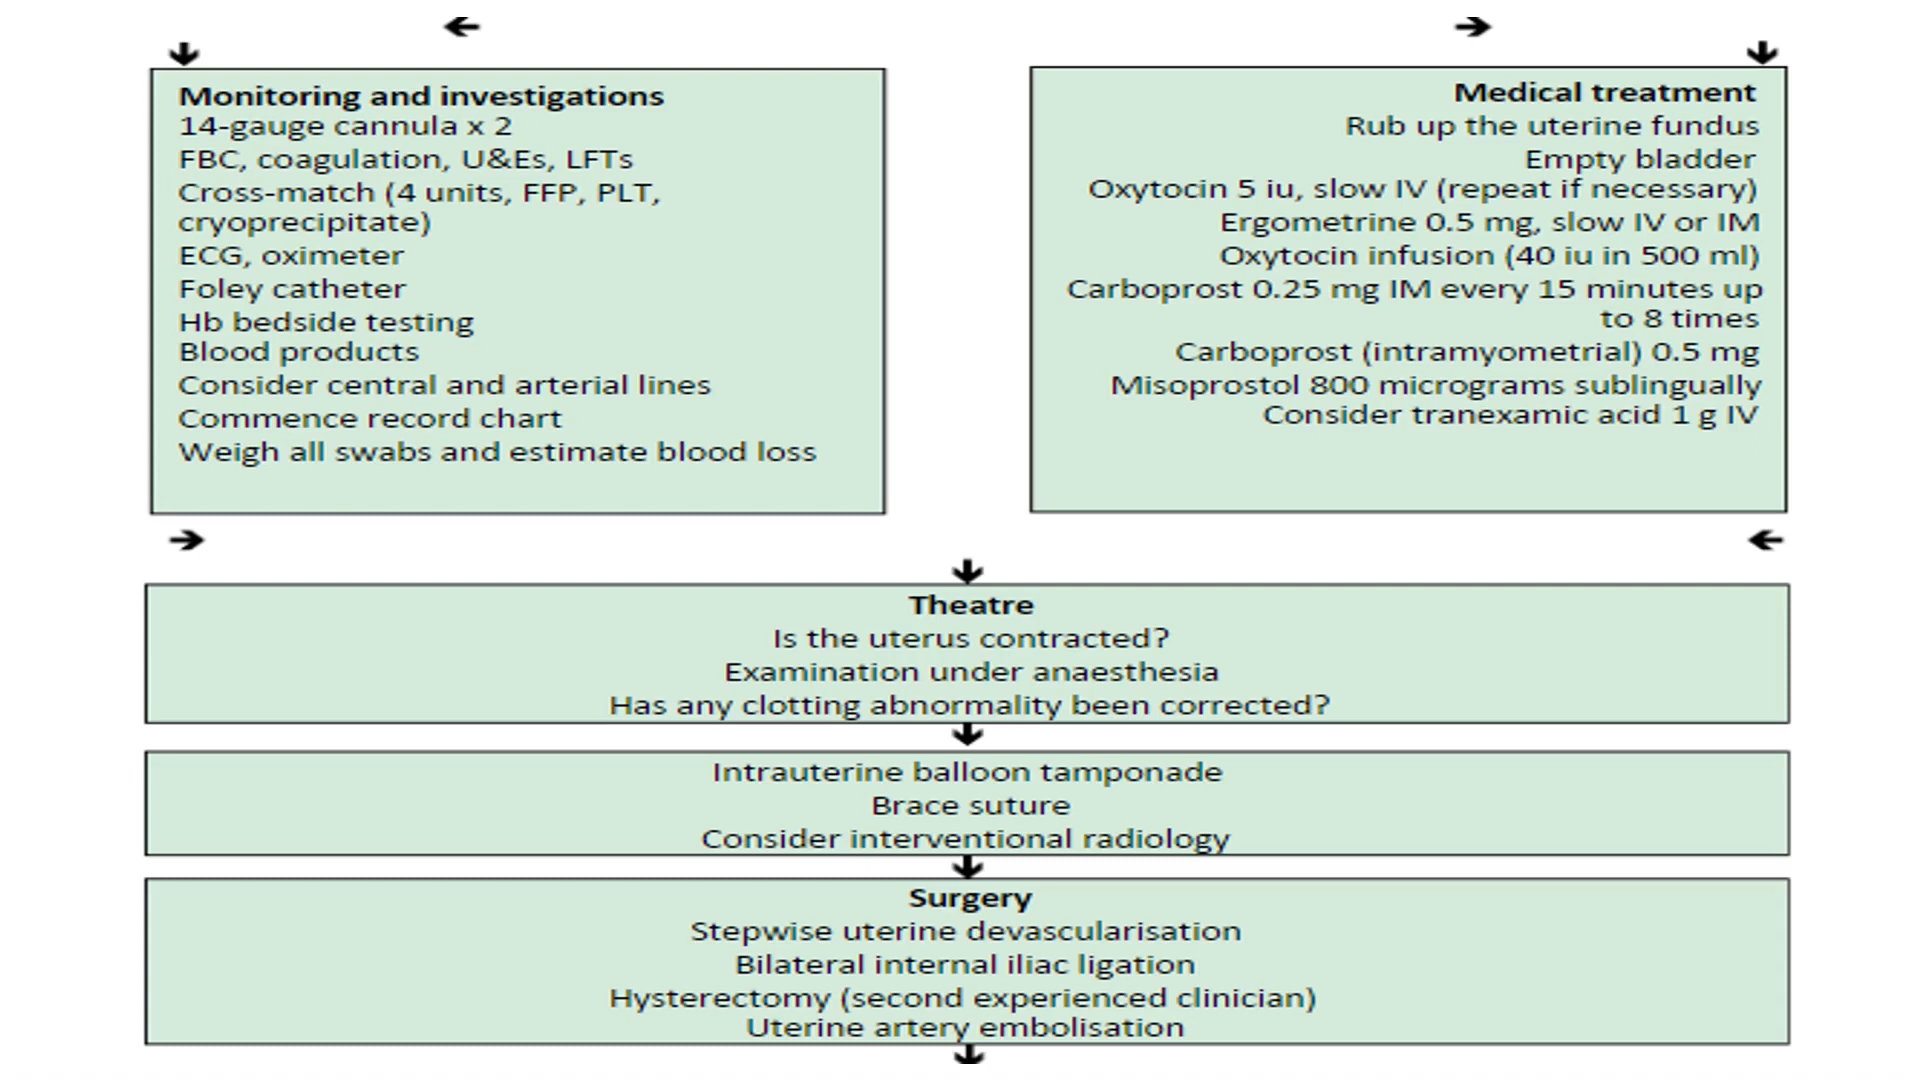 Monitoring and investigations
14-gauge cannula x 2
FBC, coagulation, U&Es, LFTs
Cross-match (4 units, FFP, PLT,
cryoprecipitate)
ECG, oximeter
Foley catheter
Hb bedside testing
Blood products
Consider central and arterial lines
Commence record chart
Weigh all swabs and estimate blood loss
Medical treatment
Rub up the uterine fundus
Empty bladder
Oxytocin 5 iu, slow IV (repeat if necessary)
Ergometrine 0.5 mg, slow IV or IM
Oxytocin infusion (40 iu in 500 ml)
Carboprost 0.25 mg IM every 15 minutes up
to 8 times
Carboprost (intramyometrial) 0.5 mg
Misoprostol 800 micrograms sublingually
Consider tranexamic acid 1 g IV
Theatre
Is the uterus contracted?
Examination under anaesthesia
Has any clotting abnormality been corrected?
Intrauterine balloon tamponade
Brace suture
Consider interventional radiology
Surgery
Stepwise uterine devascularisation
Bilateral internal iliac ligation
Hysterectomy (second experienced clinician)
Uterine artery embolisation